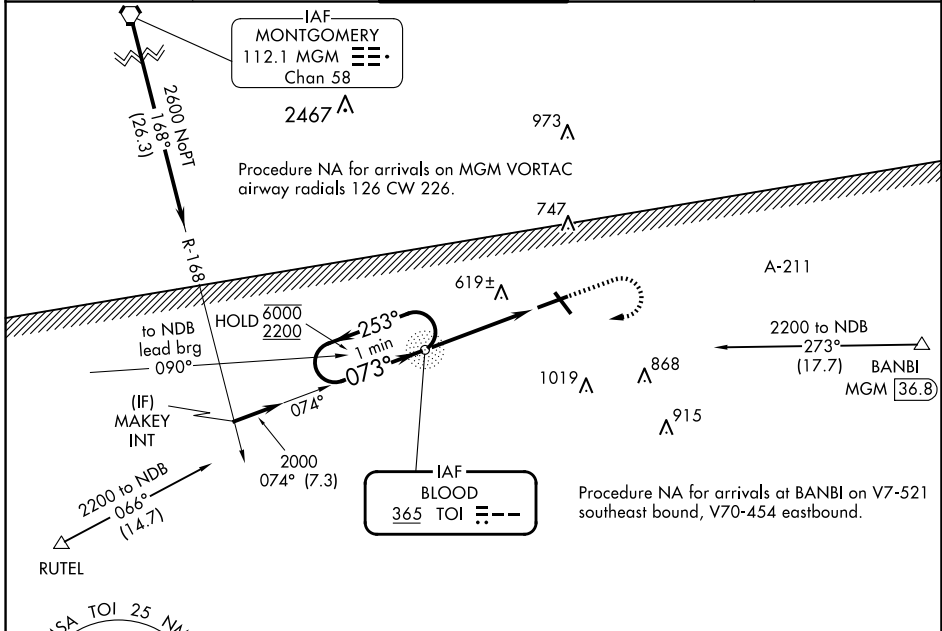 IAF
MONTGOMERY
112.1 MGM
Chan 58
2600 NoPT
168°
(26.3)
2467
973
Procedure NA for arrivals on MGM VORTAC
airway radials 126 CW 226.
747
R-168
A-211
619±
HOLD 6000
2200
253°
1 min
073°
to NDB
lead brg
090°
2200 to NDB
273°
(17.7)
BANBI
MGM 36.8
868
1019
915
(IF)
MAKEY
INT
074°
2000
074° (7.3)
2200 to NDB
066°
(14.7)
RUTEL
IAF
BLOOD
365 TOI
Procedure NA for arrivals at BANBI on V7-521
southeast bound, V70-454 eastbound.
TOI 25